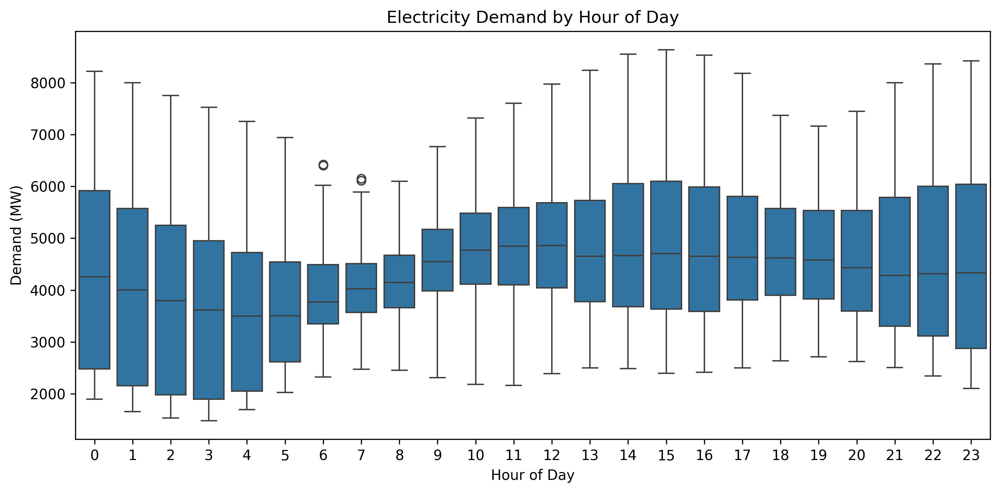 Electricity Demand by Hour of Day
Demand (MW)
8000
7000
6000
5000
4000
3000
2000
0 1 2 3 4 5 6 7 8 9 10 11 12 13 14 15 16 17 18 19 20 21 22 23
Hour of Day